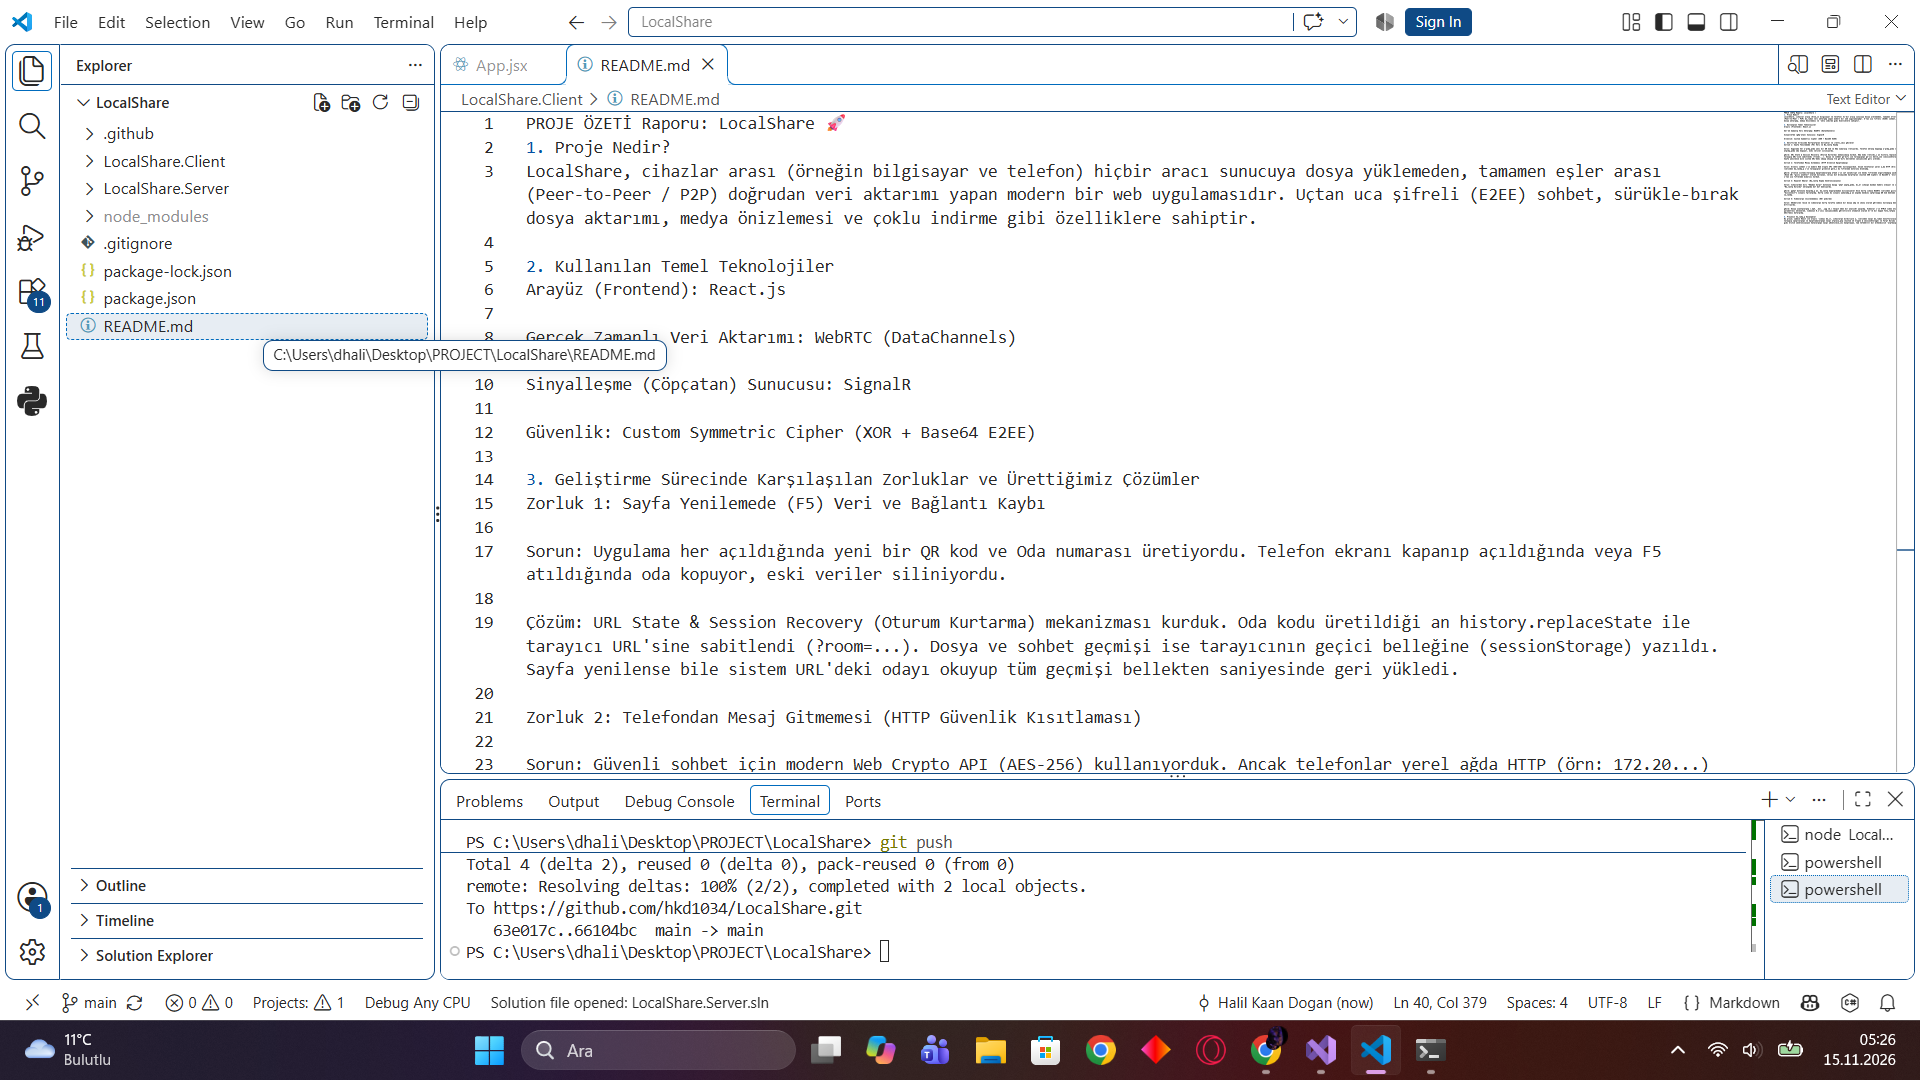 File Edit Selection View Go Run Terminal Help
LocalShare
Sign In
Explorer
LocalShare
.github
LocalShare.Client
LocalShare.Server
node_modules
.gitignore
package-lock.json
package.json
README.md
C:\Users\dhali\Desktop\PROJECT\LocalShare\README.md
Outline
Timeline
Solution Explorer
11
1
App.jsx
README.md
LocalShare.Client > README.md
Text Editor
1 PROJE ÖZETİ Raporu: LocalShare 🚀
2 1. Proje Nedir?
3 LocalShare, cihazlar arası (örneğin bilgisayar ve telefon) hiçbir aracı sunucuya dosya yüklemeden, tamamen eşler arası
(Peer-to-Peer / P2P) doğrudan veri aktarımı yapan modern bir web uygulamasıdır. Uçtan uca şifreli (E2EE) sohbet, sürükle-bırak
dosya aktarımı, medya önizlemesi ve çoklu indirme gibi özelliklere sahiptir.
4
5 2. Kullanılan Temel Teknolojiler
6 Arayüz (Frontend): React.js
7
8 Gerçek Zamanlı Veri Aktarımı: WebRTC (DataChannels)
10 Sinyalleşme (Çöpçatan) Sunucusu: SignalR
11
12 Güvenlik: Custom Symmetric Cipher (XOR + Base64 E2EE)
13
14 3. Geliştirme Sürecinde Karşılaşılan Zorluklar ve Ürettiğimiz Çözümler
15 Zorluk 1: Sayfa Yenilemede (F5) Veri ve Bağlantı Kaybı
16
17 Sorun: Uygulama her açıldığında yeni bir QR kod ve Oda numarası üretiyordu. Telefon ekranı kapanıp açıldığında veya F5
atıldığında oda kopuyor, eski veriler siliniyordu.
18
19 Çözüm: URL State & Session Recovery (Oturum Kurtarma) mekanizması kurduk. Oda kodu üretildiği an history.replaceState ile
tarayıcı URL'sine sabitlendi (?room=...). Dosya ve sohbet geçmişi ise tarayıcının geçici belleğine (sessionStorage) yazıldı.
Sayfa yenilense bile sistem URL'deki odayı okuyup tüm geçmişi bellekten saniyesinde geri yükledi.
20
21 Zorluk 2: Telefondan Mesaj Gitmemesi (HTTP Güvenlik Kısıtlaması)
22
23 Sorun: Güvenli sohbet için modern Web Crypto API (AES-256) kullanıyorduk. Ancak telefonlar yerel ağda HTTP (örn: 172.20...)
Problems Output Debug Console Terminal Ports
PS C:\Users\dhali\Desktop\PROJECT\LocalShare> git push
Total 4 (delta 2), reused 0 (delta 0), pack-reused 0 (from 0)
remote: Resolving deltas: 100% (2/2), completed with 2 local objects.
To https://github.com/hkd1034/LocalShare.git
63e017c..66104bc main -> main
PS C:\Users\dhali\Desktop\PROJECT\LocalShare>
node Local...
powershell
powershell
main 0 0 Projects: 1 Debug Any CPU Solution file opened: LocalShare.Server.sln Halil Kaan Dogan (now) Ln 40, Col 379 Spaces: 4 UTF-8 LF { } Markdown
11°C
Bulutlu
Ara
05:26
15.11.2026